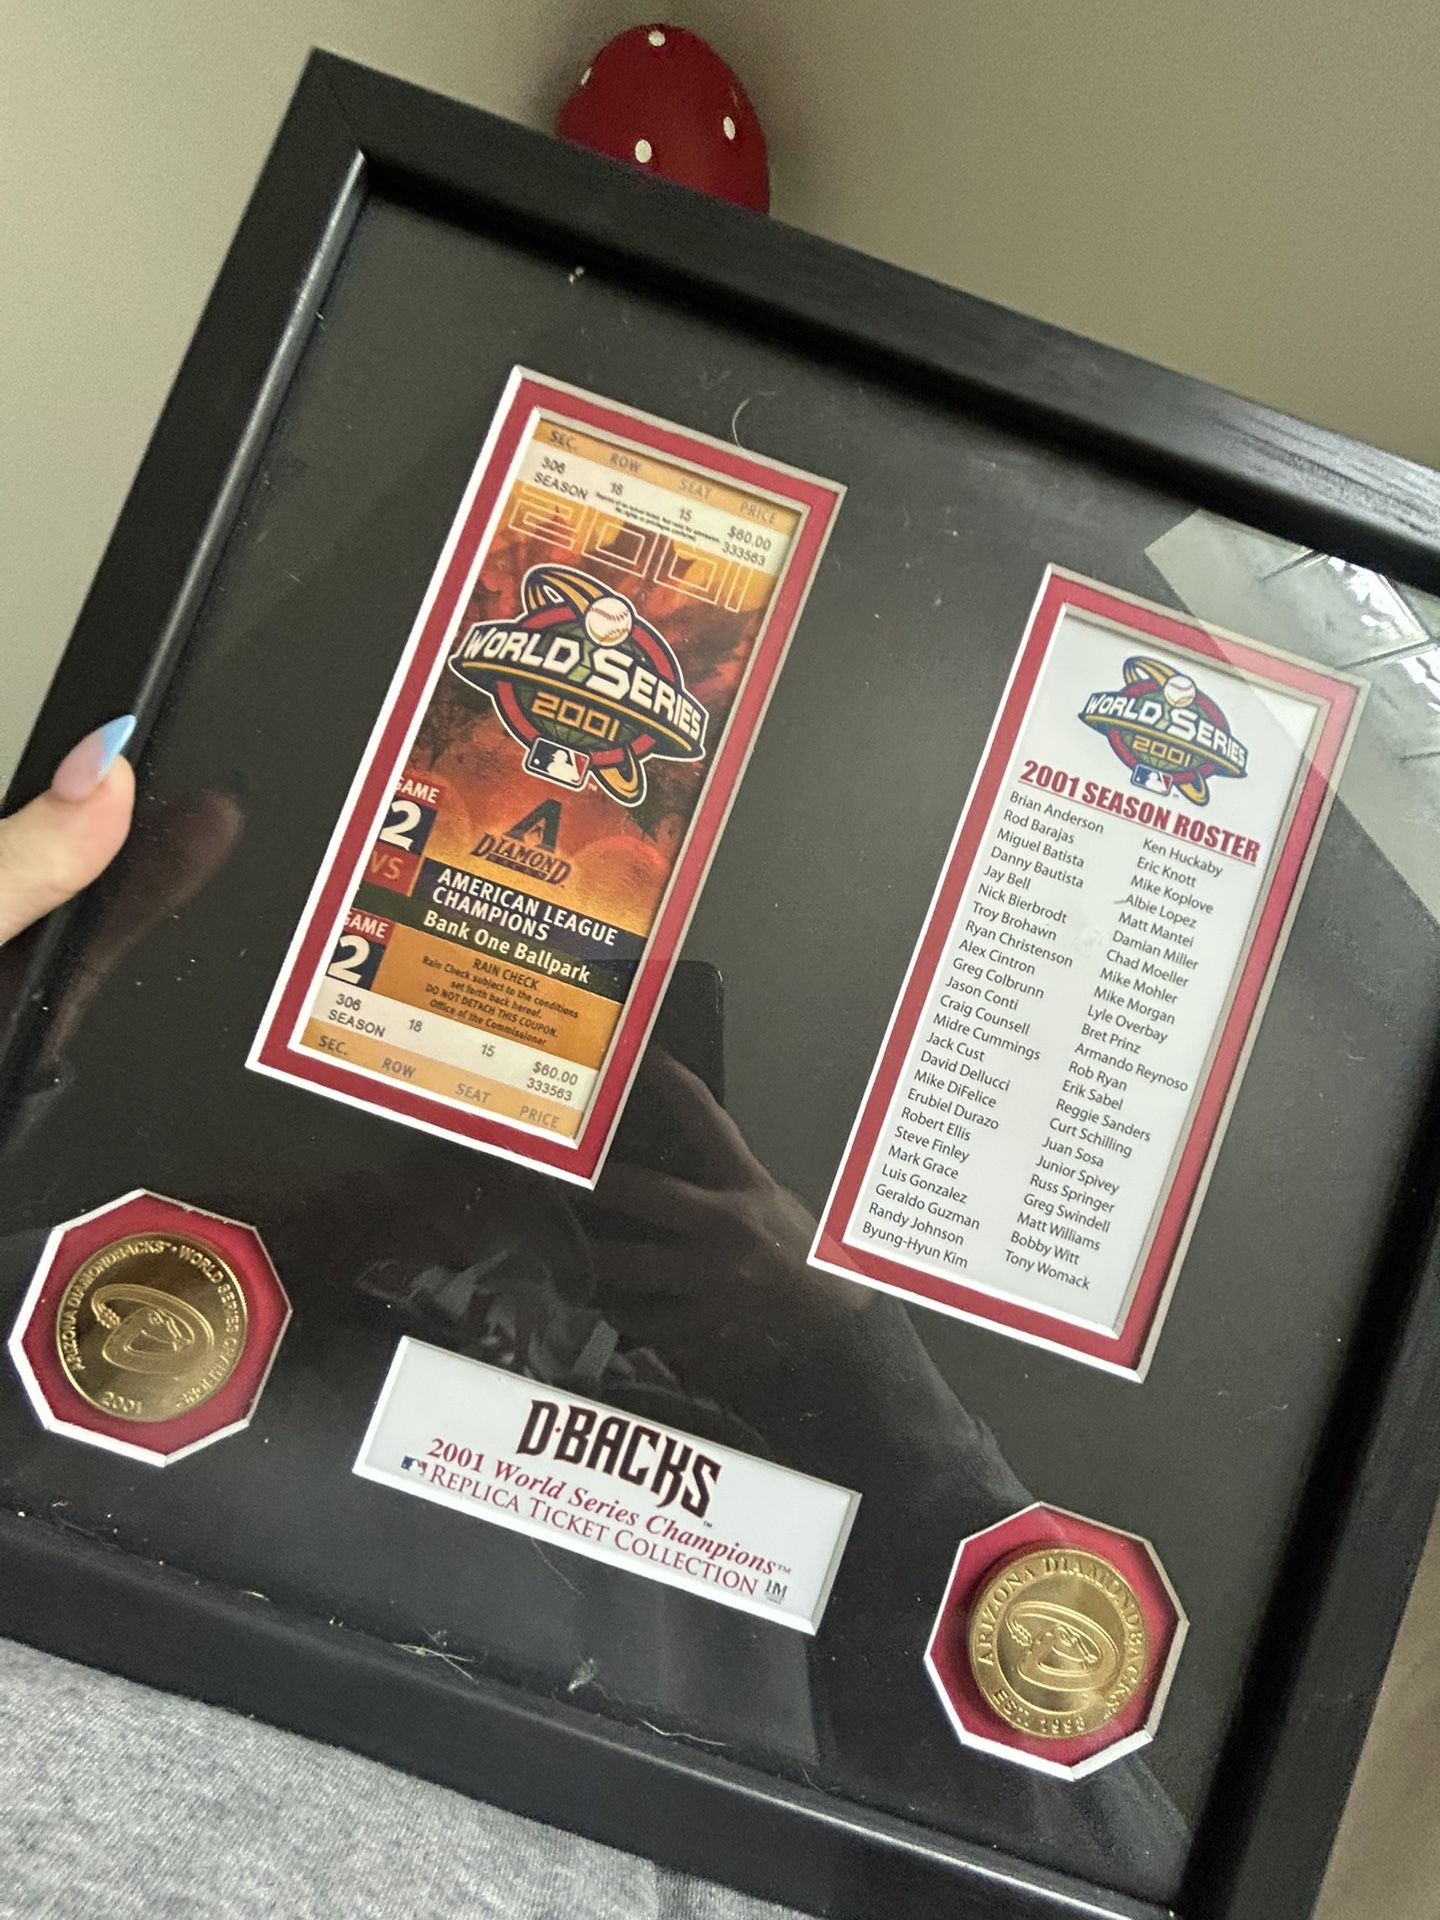 SEC.
ROW
SEAT
PRICE
306
18
15
$60.00
SEASON
333563
2001
WORLD SERIES
2001
DIAMOND
GAME
2
VS
AMERICAN LEAGUE
CHAMPIONS
Bank One Ballpark
GAME
2
RAIN CHECK
Rain Check subject to the conditions
set forth back hereof.
DO NOT DETACH THIS COUPON.
Office of the Commissioner
306
18
15
$60.00
SEASON
333563
SEC.
ROW
SEAT
PRICE
WORLD SERIES
2001
2001 SEASON ROSTER
Brian Anderson
Rod Barajas
Miguel Batista
Danny Bautista
Jay Bell
Nick Bierbrodt
Troy Brohawn
Ryan Christenson
Alex Cintron
Greg Colbrunn
Jason Conti
Craig Counsell
Midre Cummings
Jack Cust
David Dellucci
Mike DiFelice
Erubiel Durazo
Robert Ellis
Steve Finley
Mark Grace
Luis Gonzalez
Geraldo Guzman
Randy Johnson
Byung-Hyun Kim
Ken Huckaby
Eric Knott
Mike Koplove
Albie Lopez
Matt Mantei
Damian Miller
Chad Moeller
Mike Mohler
Mike Morgan
Lyle Overbay
Bret Prinz
Armando Reynoso
Rob Ryan
Erik Sabel
Reggie Sanders
Curt Schilling
Juan Sosa
Junior Spivey
Russ Springer
Greg Swindell
Matt Williams
Bobby Witt
Tony Womack
ARIZONA DIAMONDBACKS™ • WORLD SERIES CHAMPIONS™
2001
D·BACKS™
2001 World Series Champions™
REPLICA TICKET COLLECTION
HM
ARIZONA DIAMONDBACKS™
EST. 1998